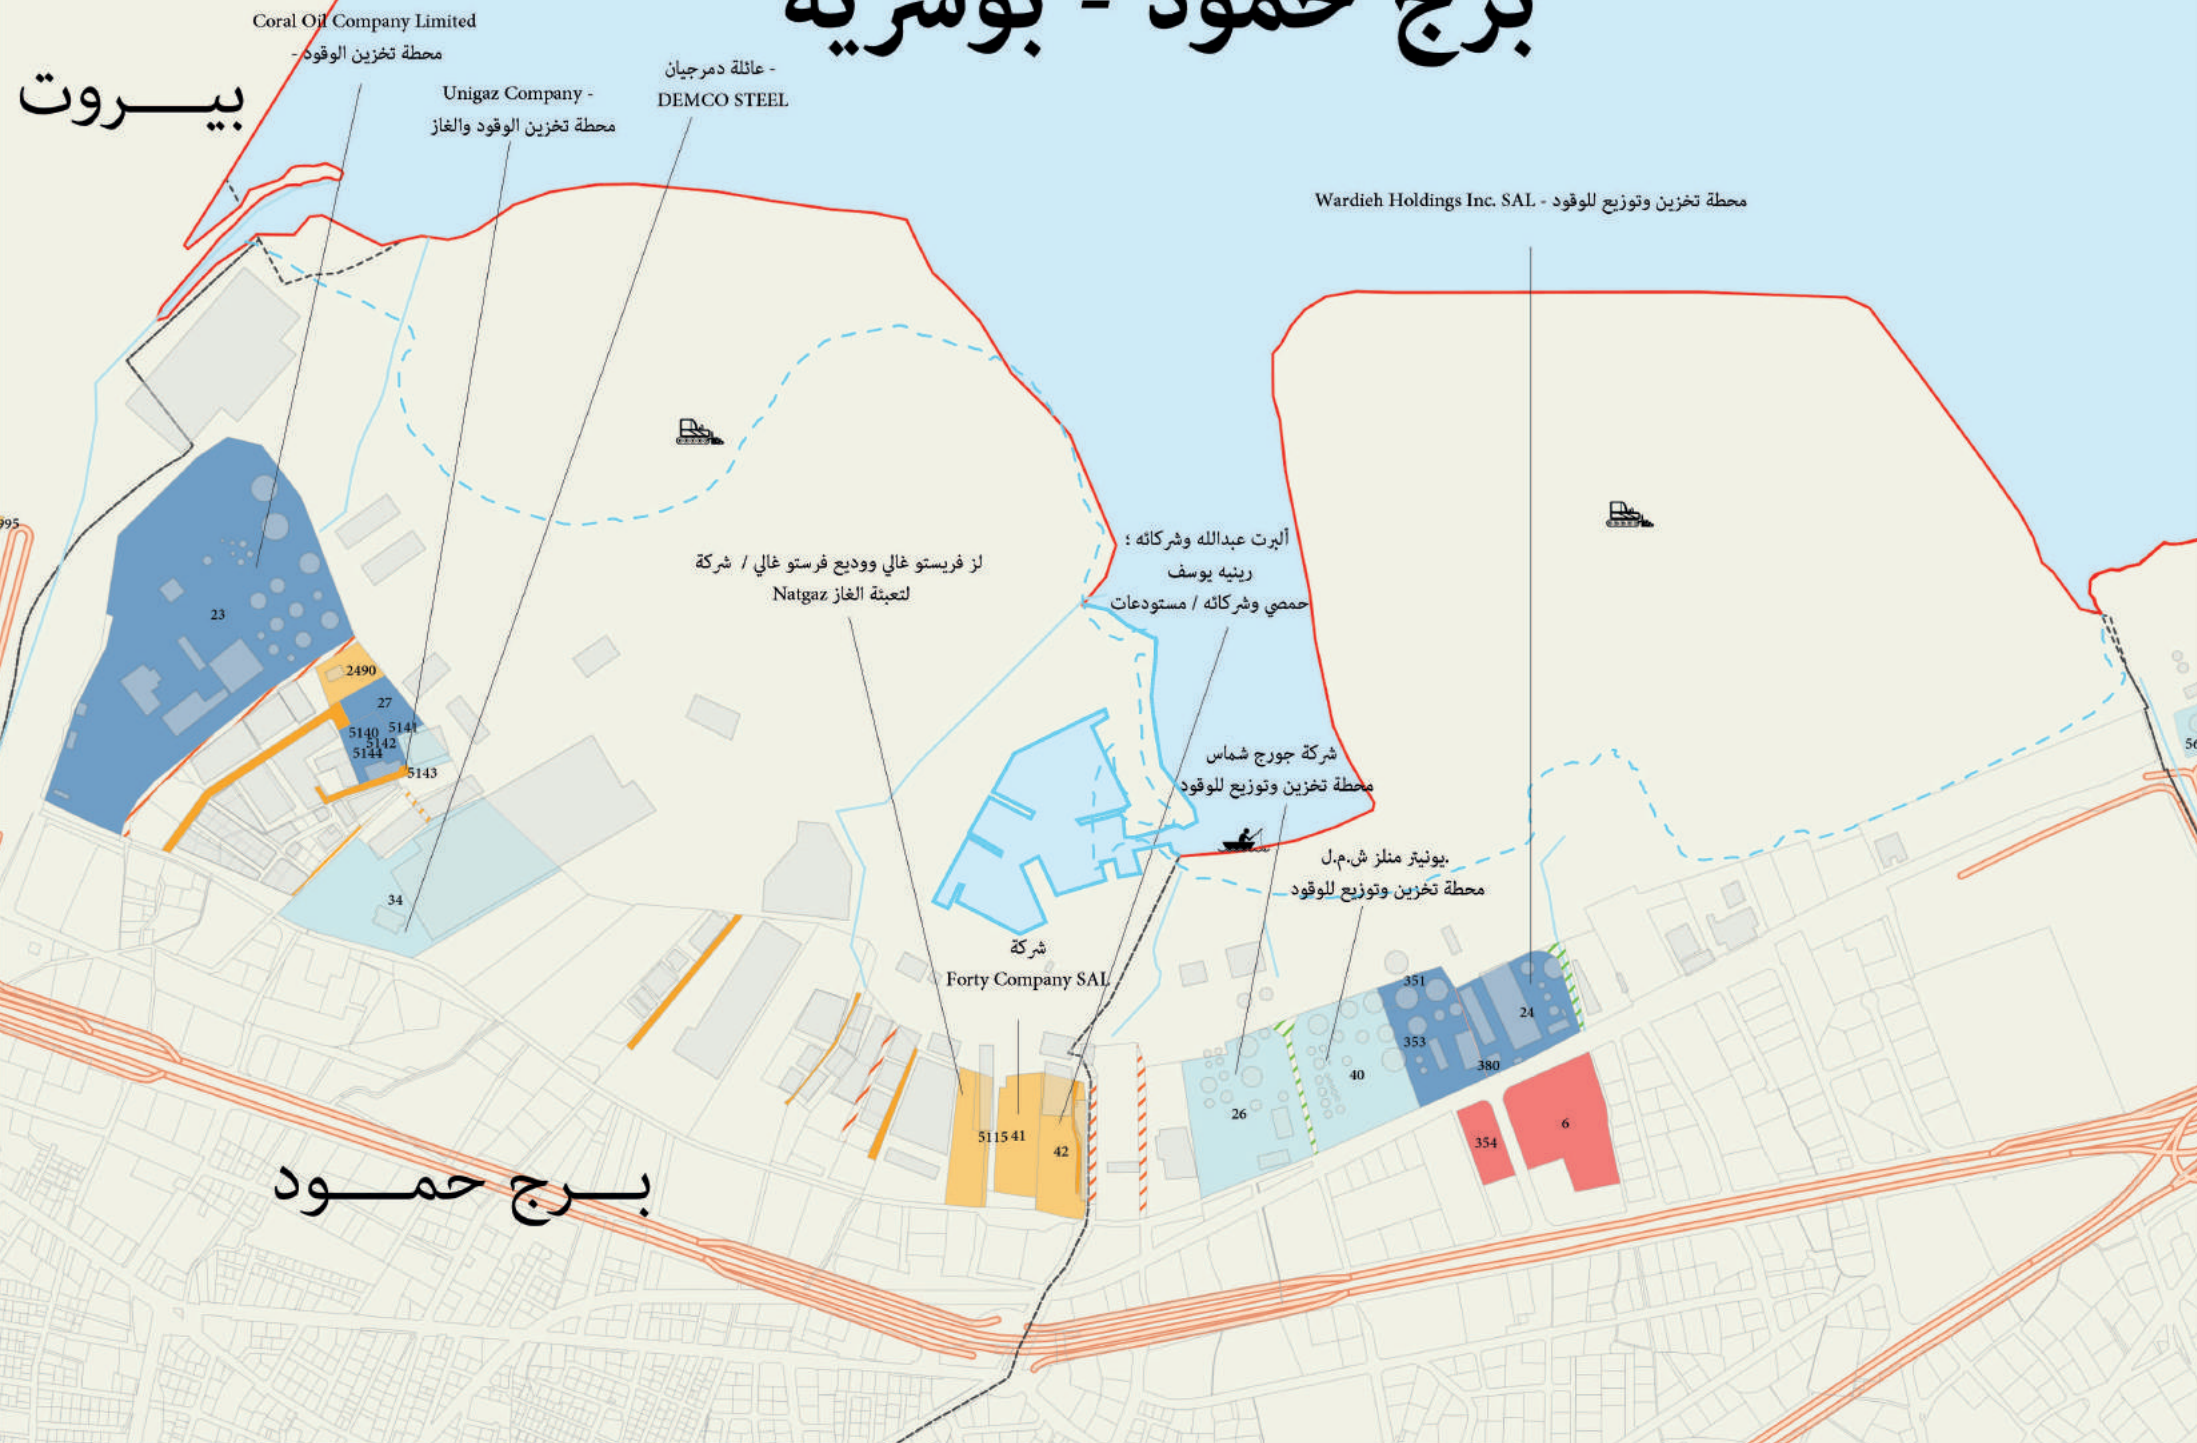 برج حمود - بوشرية
Coral Oil Company Limited
محطة تخزين الوقود -
بيـــروت
Unigaz Company -
محطة تخزين الوقود والغاز
عائلة دمرجيان -
DEMCO STEEL
Wardieh Holdings Inc. SAL - محطة تخزين وتوزيع للوقود
995
لز فريستو غالي ووديع فرستو غالي / شركة
لتعبئة الغاز Natgaz
ألبرت عبدالله وشركائه ؛
رينيه يوسف
حمصي وشركائه / مستودعات
23
2490
27
5141
5140
5142
5144
5143
56
شركة جورج شماس
محطة تخزين وتوزيع للوقود
يونيتر منلز ش.م.ل.
محطة تخزين وتوزيع للوقود
34
شركة
Forty Company SAL
351
24
353
380
40
26
5115
41
42
354
6
بـــرج حمـــود